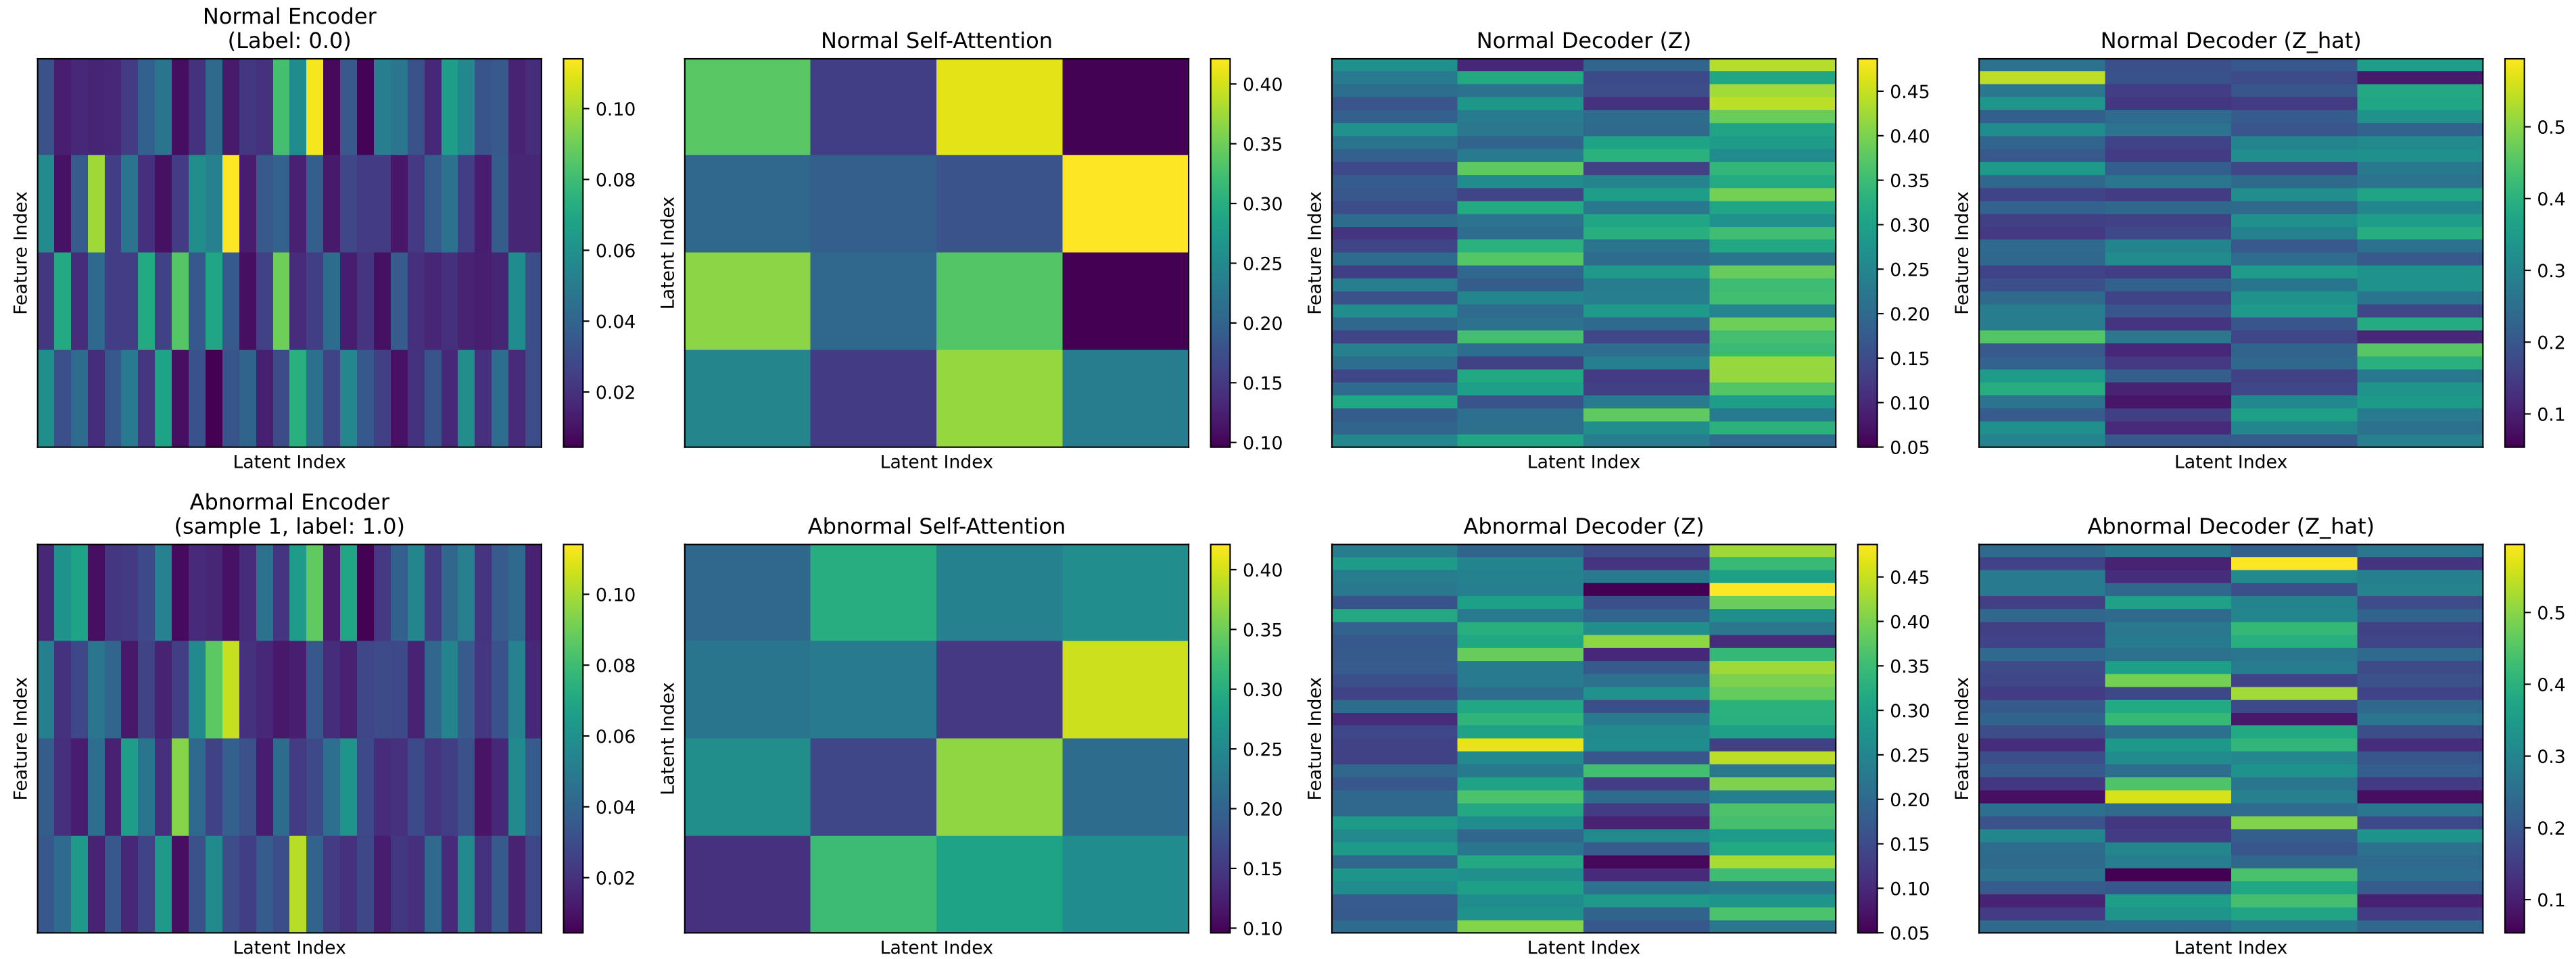 Normal Encoder
(Label: 0.0)
Feature Index
Latent Index
0.10
0.08
0.06
0.04
0.02
Normal Self-Attention
Latent Index
Latent Index
0.40
0.35
0.30
0.25
0.20
0.15
0.10
Normal Decoder (Z)
Feature Index
Latent Index
0.45
0.40
0.35
0.30
0.25
0.20
0.15
0.10
0.05
Normal Decoder (Z_hat)
Feature Index
Latent Index
0.5
0.4
0.3
0.2
0.1
Abnormal Encoder
(sample 1, label: 1.0)
Feature Index
Latent Index
0.10
0.08
0.06
0.04
0.02
Abnormal Self-Attention
Latent Index
Latent Index
0.40
0.35
0.30
0.25
0.20
0.15
0.10
Abnormal Decoder (Z)
Feature Index
Latent Index
0.45
0.40
0.35
0.30
0.25
0.20
0.15
0.10
0.05
Abnormal Decoder (Z_hat)
Feature Index
Latent Index
0.5
0.4
0.3
0.2
0.1